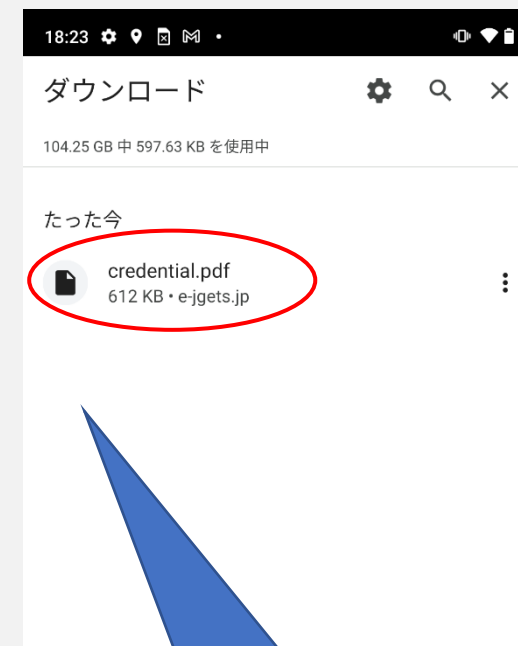 18:23
ダウンロード
104.25 GB 中 597.63 KB を使用中
たった今
credential.pdf
612 KB • e-jgets.jp